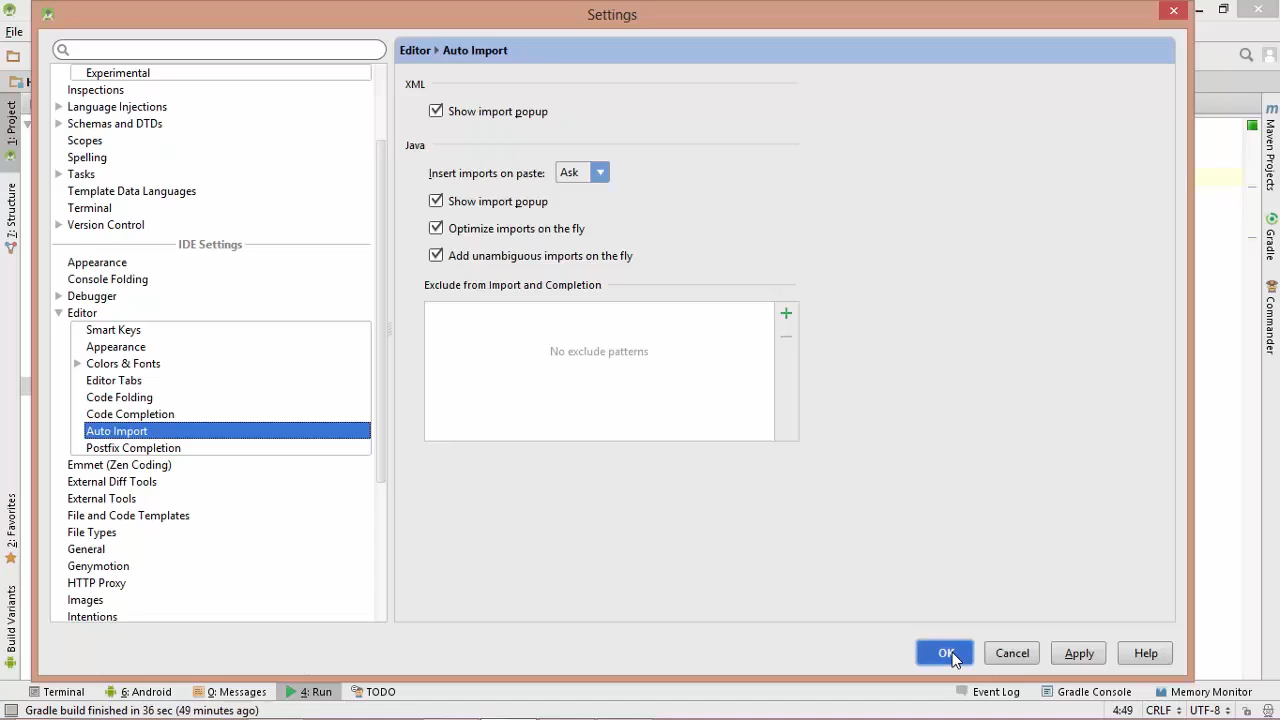 Settings
File
Experimental
Inspections
Language Injections
Schemas and DTDs
Scopes
Spelling
Tasks
Template Data Languages
Terminal
Version Control
IDE Settings
Appearance
Console Folding
Debugger
Editor
Smart Keys
Appearance
Colors & Fonts
Editor Tabs
Code Folding
Code Completion
Auto Import
Postfix Completion
Emmet (Zen Coding)
External Diff Tools
External Tools
File and Code Templates
File Types
General
Genymotion
HTTP Proxy
Images
Intentions
Editor Auto Import
XML
Show import popup
Java
Insert imports on paste: Ask
Show import popup
Optimize imports on the fly
Add unambiguous imports on the fly
Exclude from Import and Completion
No exclude patterns
OK Cancel Apply Help
1: Project
7: Structure
2: Favorites
Build Variants
m Maven Projects
Gradle
Commander
Terminal 6: Android 0: Messages 4: Run TODO Event Log Gradle Console Memory Monitor
Gradle build finished in 36 sec (49 minutes ago) 4:49 CRLF UTF-8